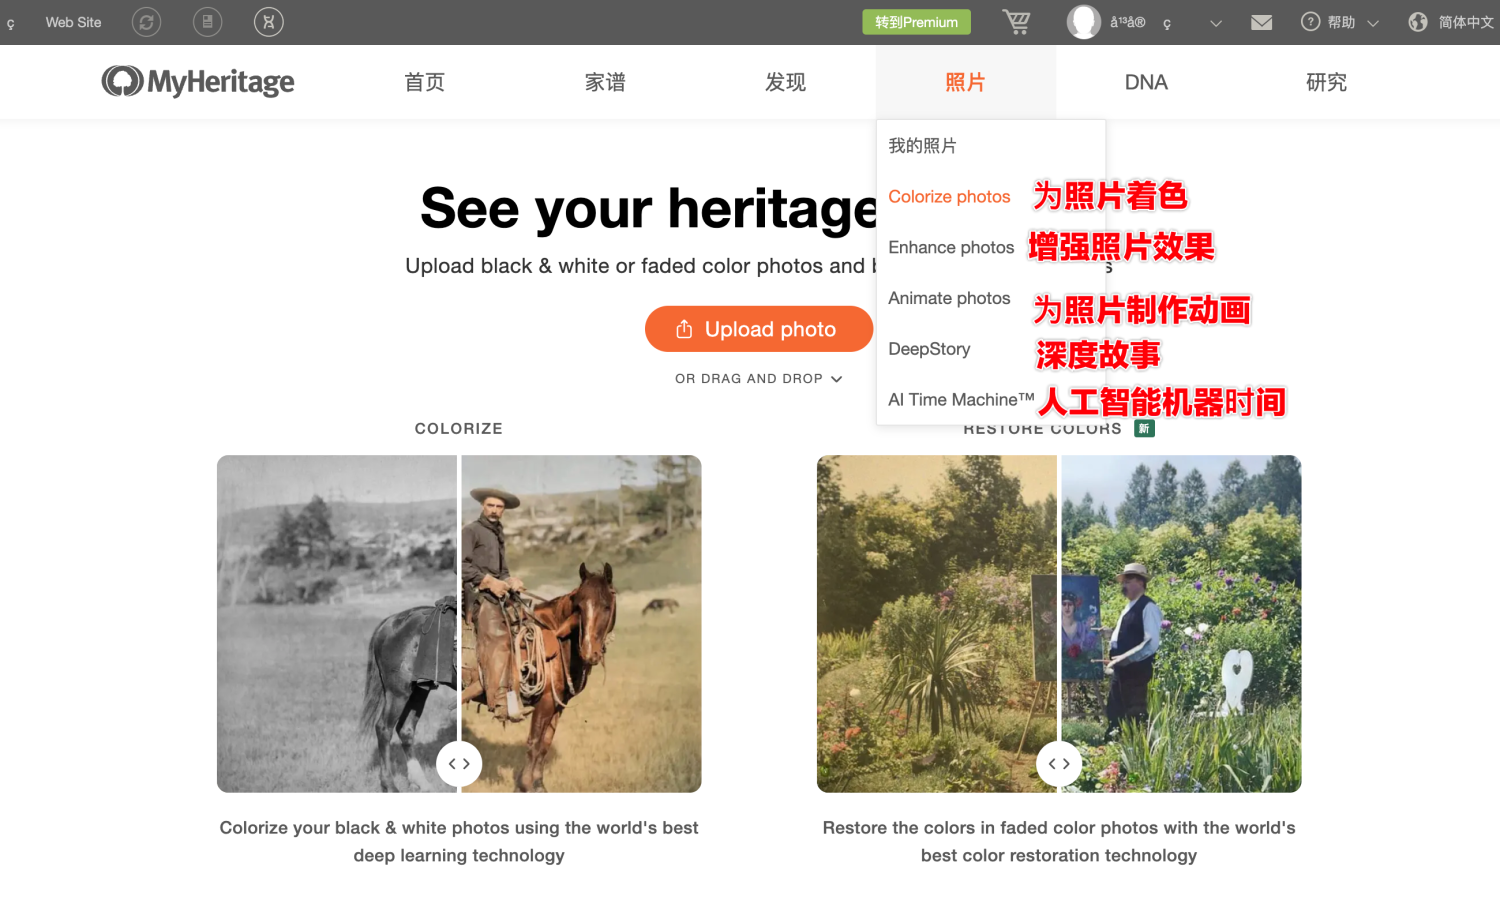 ç Web Site 转到Premium å¹³å® ç 帮助 简体中文
MyHeritage 首页 家谱 发现 照片 DNA 研究
我的照片
Colorize photos 为照片着色
Enhance photos 增强照片效果
Animate photos 为照片制作动画
DeepStory 深度故事
AI Time Machine™ 人工智能机器时间
See your heritage
Upload black & white or faded color photos and b s
Upload photo
OR DRAG AND DROP
COLORIZE
RESTORE COLORS 新
Colorize your black & white photos using the world's best
deep learning technology
Restore the colors in faded color photos with the world's
best color restoration technology